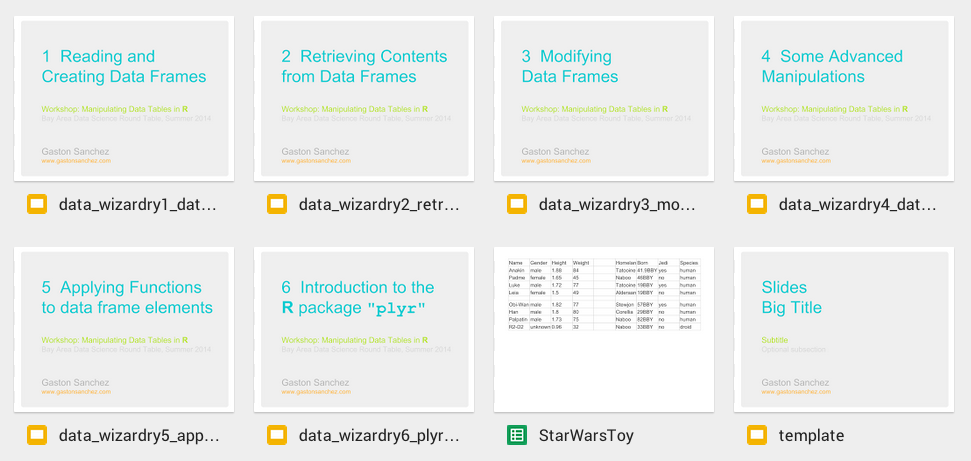 1 Reading and
Creating Data Frames
Workshop: Manipulating Data Tables in R
Bay Area Data Science Round Table. Summer 2014
Gaston Sanchez
www.gastonsanchez.com
data_wizardry1_dat...
2 Retrieving Contents
from Data Frames
Workshop: Manipulating Data Tables in R
Bay Area Data Science Round Table. Summer 2014
Gaston Sanchez
www.gastonsanchez.com
data_wizardry2_retr...
3 Modifying
Data Frames
Workshop: Manipulating Data Tables in R
Bay Area Data Science Round Table. Summer 2014
Gaston Sanchez
www.gastonsanchez.com
data_wizardry3_mo...
4 Some Advanced
Manipulations
Workshop: Manipulating Data Tables in R
Bay Area Data Science Round Table. Summer 2014
Gaston Sanchez
www.gastonsanchez.com
data_wizardry4_dat...
5 Applying Functions
to data frame elements
Workshop: Manipulating Data Tables in R
Bay Area Data Science Round Table. Summer 2014
Gaston Sanchez
www.gastonsanchez.com
data_wizardry5_app...
6 Introduction to the
R package "plyr"
Workshop: Manipulating Data Tables in R
Bay Area Data Science Round Table. Summer 2014
Gaston Sanchez
www.gastonsanchez.com
data_wizardry6_plyr...
Name Gender Height Weight Homelan Born Jedi Species
Anakin male 1.88 84 Tatooine 41.9BBY yes human
Padme female 1.65 45 Naboo 46BBY no human
Luke male 1.72 77 Tatooine 19BBY yes human
Leia female 1.5 49 Alderaan 19BBY no human
Obi-Wan male 1.82 77 Stewjon 57BBY yes human
Han male 1.8 80 Corellia 29BBY no human
Palpatin male 1.73 75 Naboo 82BBY no human
R2-D2 unknown 0.96 32 Naboo 33BBY no droid
StarWarsToy
Slides
Big Title
Subtitle
Optional subsection
Gaston Sanchez
www.gastonsanchez.com
template